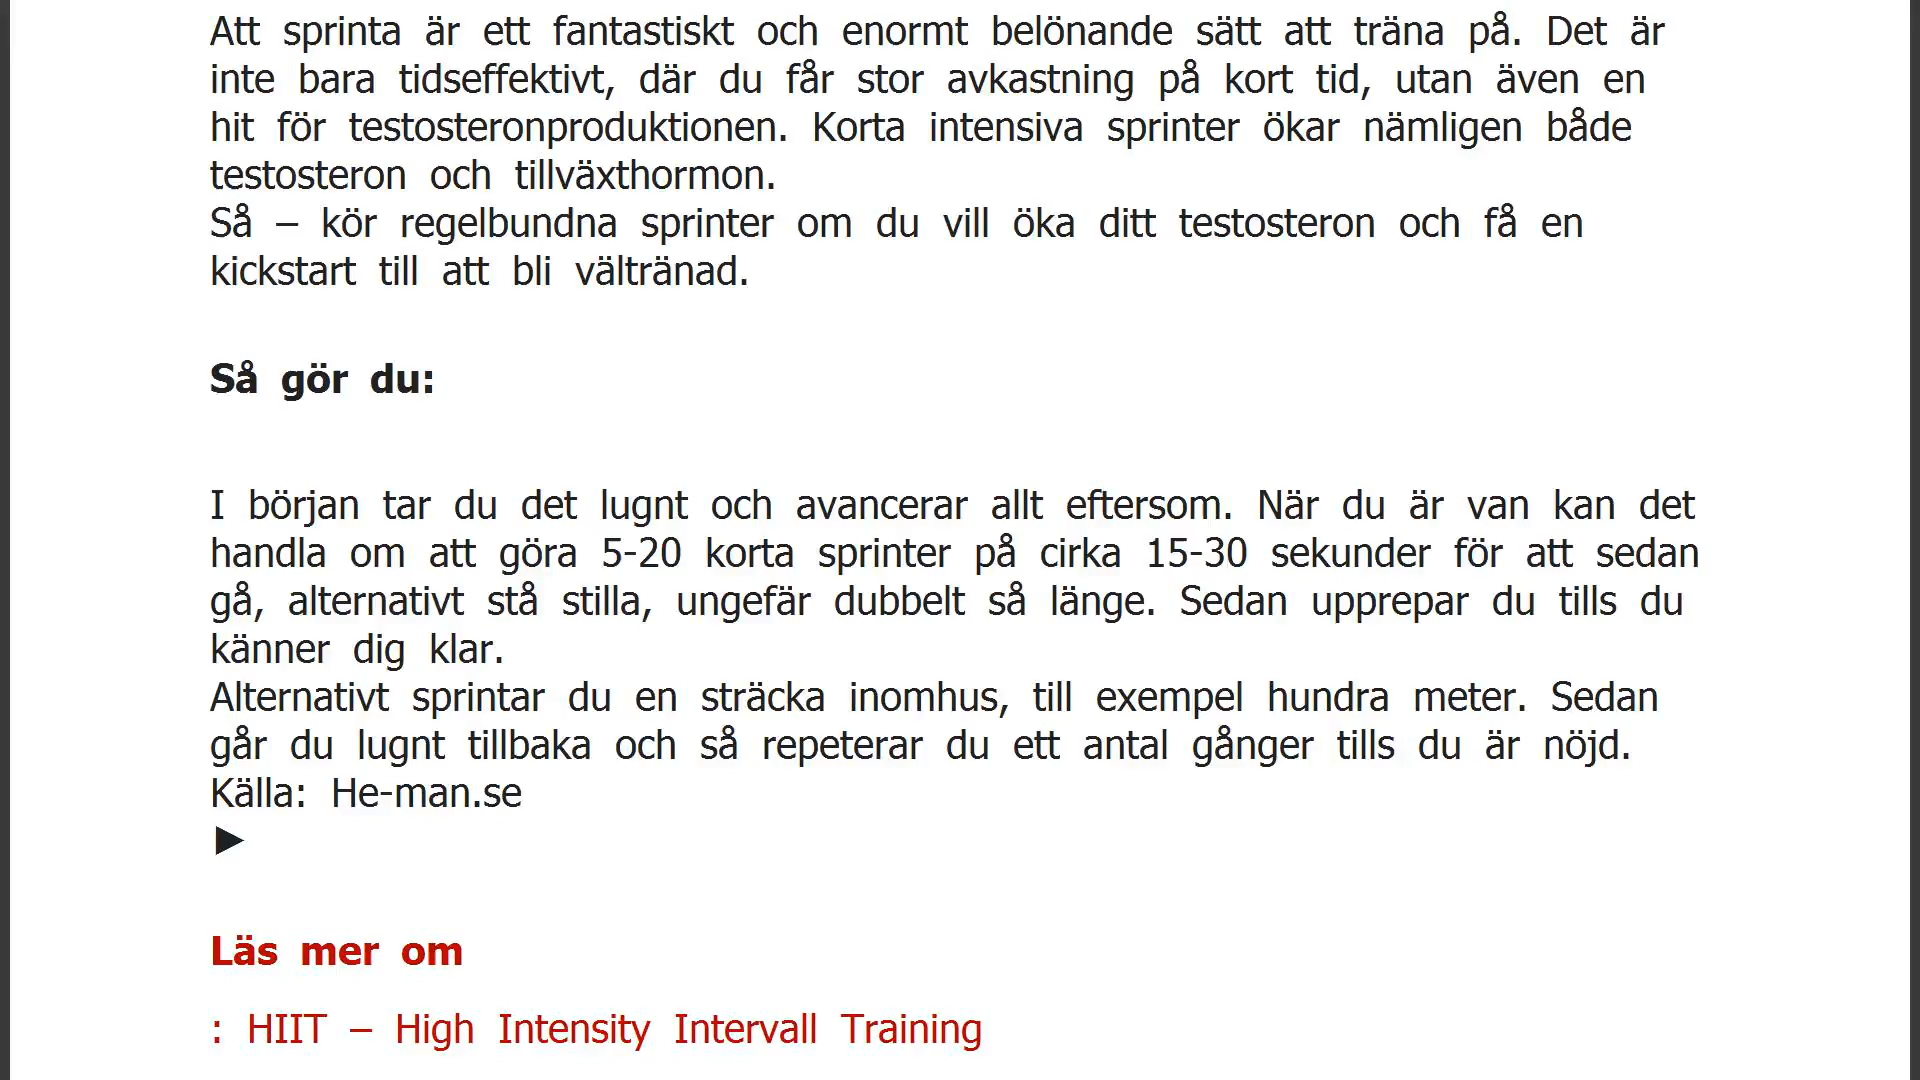 Att sprinta är ett fantastiskt och enormt belönande sätt att träna på. Det är
inte bara tidseffektivt, där du får stor avkastning på kort tid, utan även en
hit för testosteronproduktionen. Korta intensiva sprinter ökar nämligen både
testosteron och tillväxthormon.
Så – kör regelbundna sprinter om du vill öka ditt testosteron och få en
kickstart till att bli vältränad.
Så gör du:
I början tar du det lugnt och avancerar allt eftersom. När du är van kan det
handla om att göra 5-20 korta sprinter på cirka 15-30 sekunder för att sedan
gå, alternativt stå stilla, ungefär dubbelt så länge. Sedan upprepar du tills du
känner dig klar.
Alternativt sprintar du en sträcka inomhus, till exempel hundra meter. Sedan
går du lugnt tillbaka och så repeterar du ett antal gånger tills du är nöjd.
Källa: He-man.se
►
Läs mer om
: HIIT – High Intensity Intervall Training